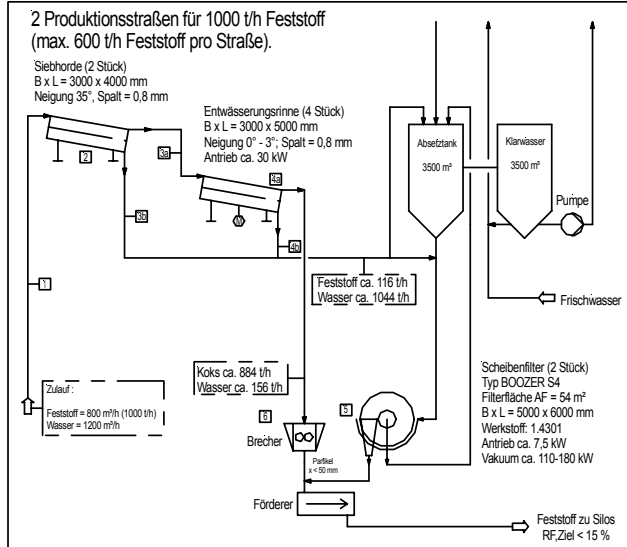 2 Produktionsstraßen für 1000 t/h Feststoff
(max. 600 t/h Feststoff pro Straße).
Siebhorde (2 Stück)
B x L = 3000 x 4000 mm
Neigung 35°, Spalt = 0,8 mm
Entwässerungsrinne (4 Stück)
B x L = 3000 x 5000 mm
Neigung 0° - 3°; Spalt = 0,8 mm
Antrieb ca. 30 kW
Absetztank
3500 m³
Klarwasser
3500 m³
Pumpe
2
3a
4a
M
3b
4b
1
Feststoff ca. 116 t/h
Wasser ca. 1044 t/h
Frischwasser
Koks ca. 884 t/h
Wasser ca. 156 t/h
Zulauf :
Feststoff = 800 m³/h (1000 t/h)
Wasser = 1200 m³/h
6
Brecher
5
Scheibenfilter (2 Stück)
Typ BOOZER S4
Filterfläche AF = 54 m²
B x L = 5000 x 6000 mm
Werkstoff: 1.4301
Antrieb ca. 7,5 kW
Vakuum ca. 110-180 kW
Partikel
x < 50 mm
Förderer
Feststoff zu Silos
RF,Ziel < 15 %